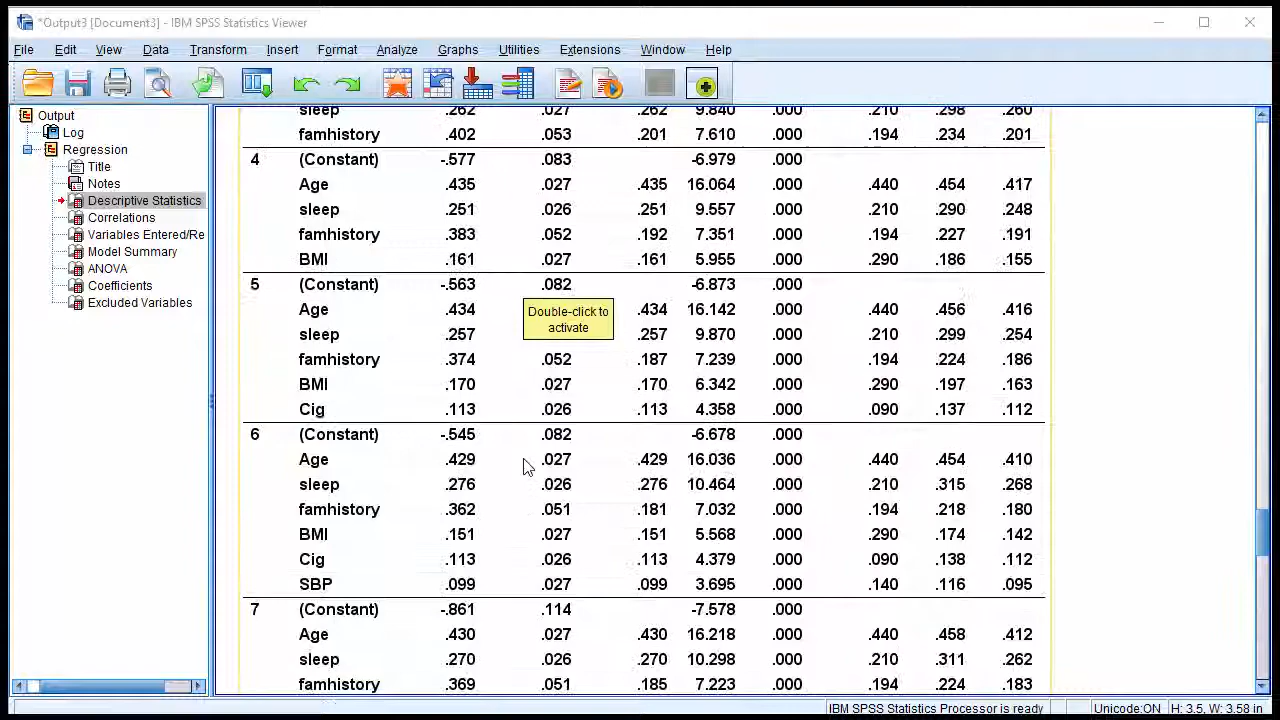 *Output3 [Document3] - IBM SPSS Statistics Viewer
File Edit View Data Transform Insert Format Analyze Graphs Utilities Extensions Window Help
Output
Log
Regression
Title
Notes
Descriptive Statistics
Correlations
Variables Entered/Re
Model Summary
ANOVA
Coefficients
Excluded Variables
sleep .262 .027 .262 9.840 .000 .210 .298 .260
famhistory .402 .053 .201 7.610 .000 .194 .234 .201
4 (Constant) -.577 .083 -6.979 .000
Age .435 .027 .435 16.064 .000 .440 .454 .417
sleep .251 .026 .251 9.557 .000 .210 .290 .248
famhistory .383 .052 .192 7.351 .000 .194 .227 .191
BMI .161 .027 .161 5.955 .000 .290 .186 .155
5 (Constant) -.563 .082 -6.873 .000
Age .434 .434 16.142 .000 .440 .456 .416
sleep .257 .257 9.870 .000 .210 .299 .254
Double-click to
activate
famhistory .374 .052 .187 7.239 .000 .194 .224 .186
BMI .170 .027 .170 6.342 .000 .290 .197 .163
Cig .113 .026 .113 4.358 .000 .090 .137 .112
6 (Constant) -.545 .082 -6.678 .000
Age .429 .027 .429 16.036 .000 .440 .454 .410
sleep .276 .026 .276 10.464 .000 .210 .315 .268
famhistory .362 .051 .181 7.032 .000 .194 .218 .180
BMI .151 .027 .151 5.568 .000 .290 .174 .142
Cig .113 .026 .113 4.379 .000 .090 .138 .112
SBP .099 .027 .099 3.695 .000 .140 .116 .095
7 (Constant) -.861 .114 -7.578 .000
Age .430 .027 .430 16.218 .000 .440 .458 .412
sleep .270 .026 .270 10.298 .000 .210 .311 .262
famhistory .369 .051 .185 7.223 .000 .194 .224 .183
IBM SPSS Statistics Processor is ready Unicode:ON H: 3.5, W: 3.58 in